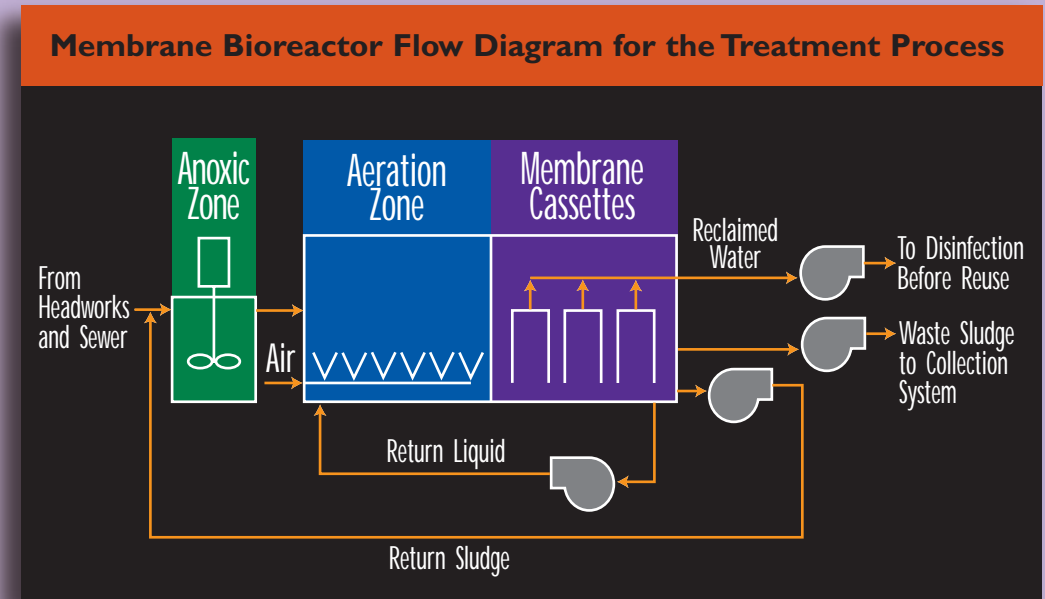 Membrane Bioreactor Flow Diagram for the Treatment Process
Anoxic
Zone
Aeration
Zone
Membrane
Cassettes
Reclaimed
Water
To Disinfection
Before Reuse
From
Headworks
and Sewer
Air
Waste Sludge
to Collection
System
Return Liquid
Return Sludge